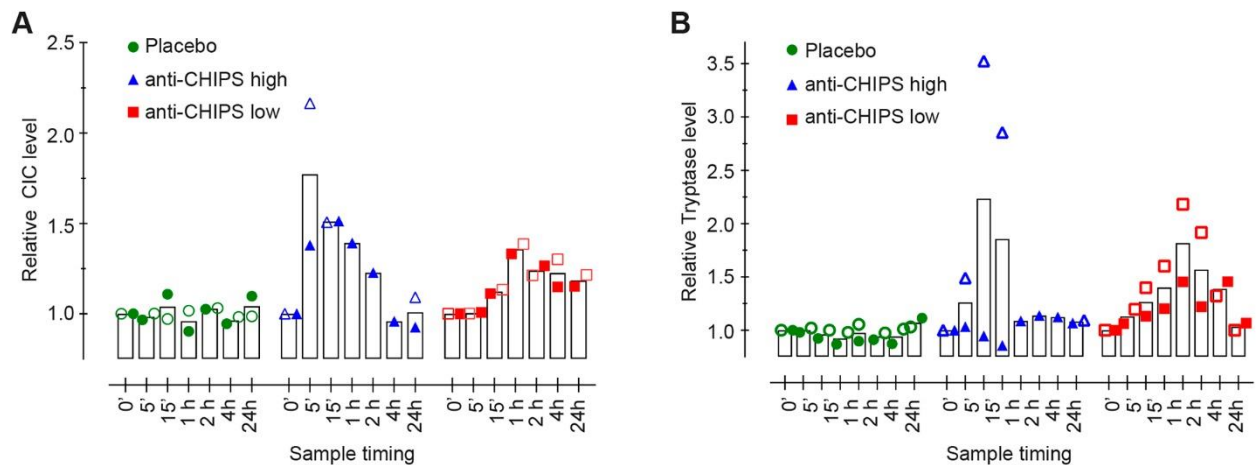 A
Relative CIC level
2.5
2.0
1.5
1.0
Placebo
anti-CHIPS high
anti-CHIPS low
0' 5' 15' 1 h 2 h 4h 24h 0' 5' 15' 1 h 2 h 4h 24h 0' 5' 15' 1 h 2 h 4h 24h
Sample timing
B
Relative Tryptase level
3.5
3.0
2.5
2.0
1.5
1.0
Placebo
anti-CHIPS high
anti-CHIPS low
0' 5' 15' 1 h 2 h 4h 24h 0' 5' 15' 1 h 2 h 4h 24h 0' 5' 15' 1 h 2 h 4h 24h
Sample timing